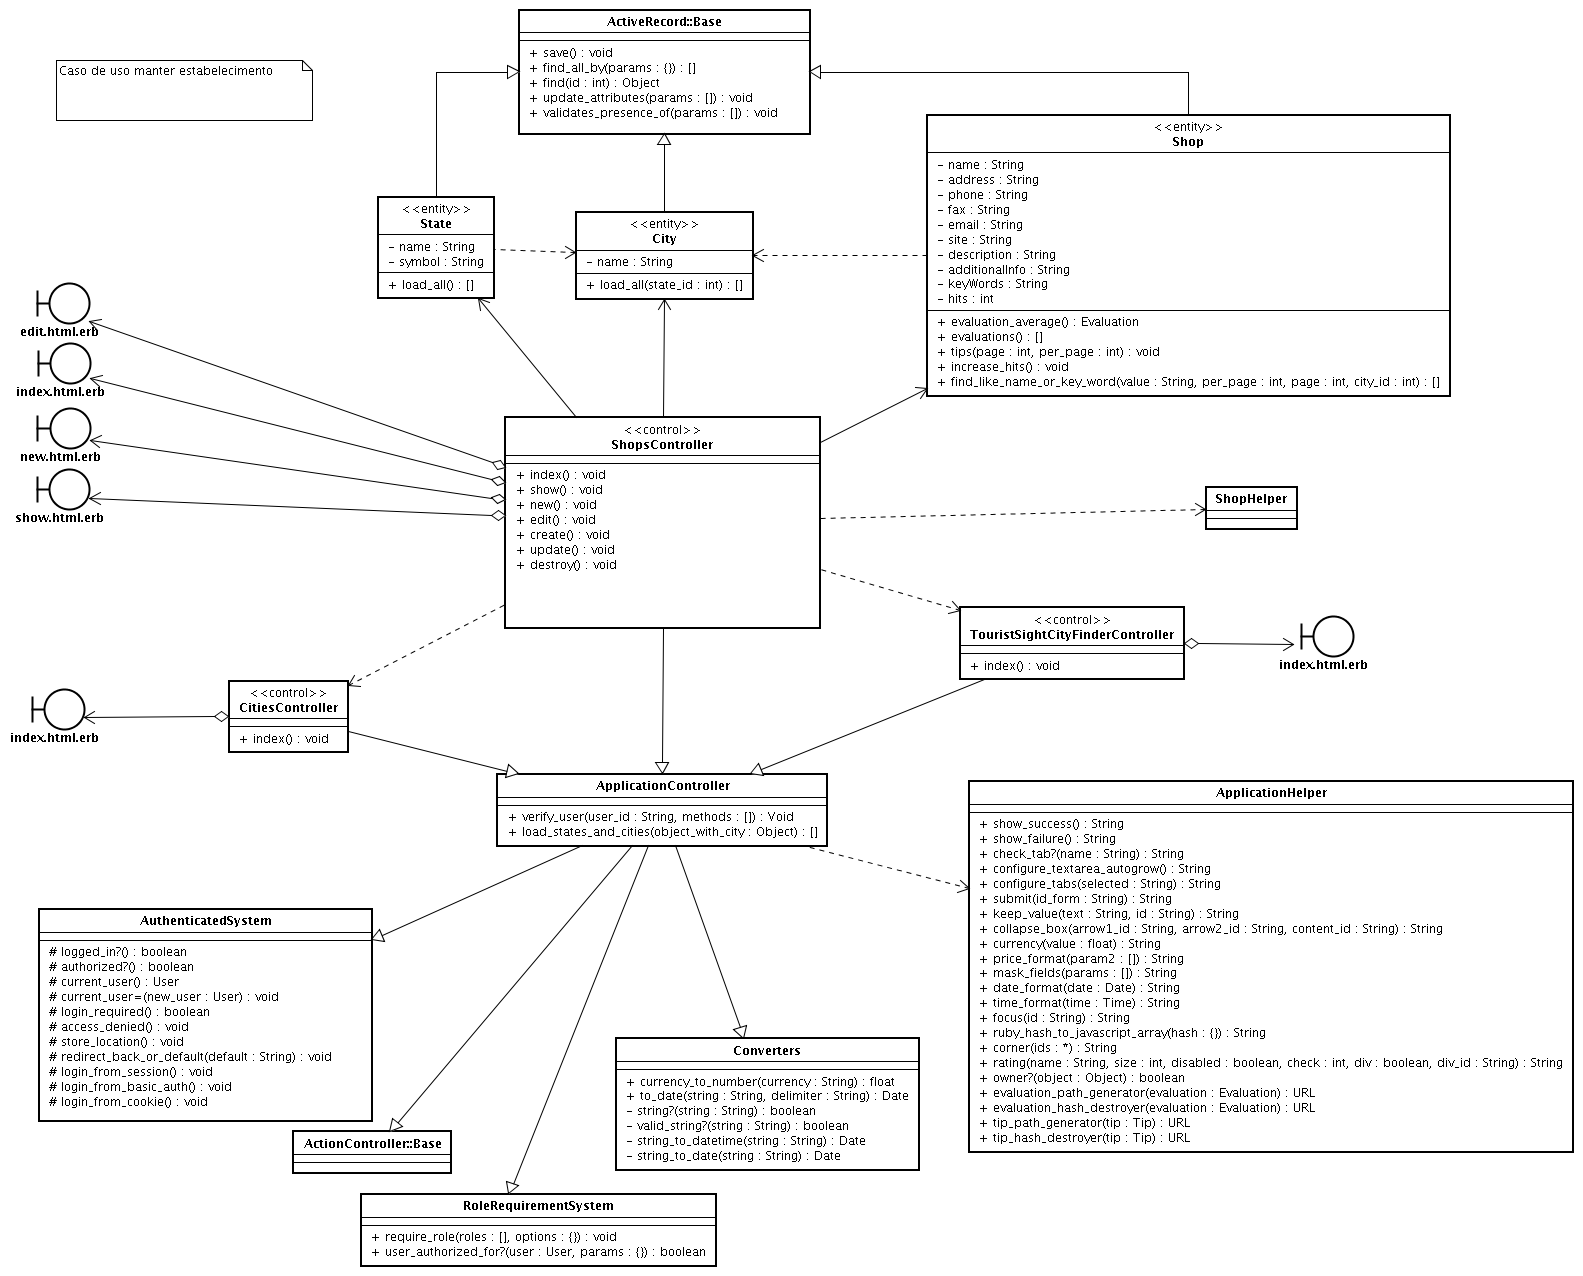 ActiveRecord::Base
+ save() : void
+ find_all_by(params : {}) : []
+ find(id : int) : Object
+ update_attributes(params : []) : void
+ validates_presence_of(params : []) : void
Caso de uso manter estabelecimento
<<entity>>
Shop
- name : String
- address : String
- phone : String
- fax : String
- email : String
- site : String
- description : String
- additionalInfo : String
- keyWords : String
- hits : int
+ evaluation_average() : Evaluation
+ evaluations() : []
+ tips(page : int, per_page : int) : void
+ increase_hits() : void
+ find_like_name_or_key_word(value : String, per_page : int, page : int, city_id : int) : []
<<entity>>
State
- name : String
- symbol : String
+ load_all() : []
<<entity>>
City
- name : String
+ load_all(state_id : int) : []
edit.html.erb
index.html.erb
new.html.erb
show.html.erb
<<control>>
ShopsController
+ index() : void
+ show() : void
+ new() : void
+ edit() : void
+ create() : void
+ update() : void
+ destroy() : void
ShopHelper
<<control>>
TouristSightCityFinderController
+ index() : void
index.html.erb
<<control>>
CitiesController
+ index() : void
index.html.erb
ApplicationController
+ verify_user(user_id : String, methods : []) : Void
+ load_states_and_cities(object_with_city : Object) : []
ApplicationHelper
+ show_success() : String
+ show_failure() : String
+ check_tab?(name : String) : String
+ configure_textarea_autogrow() : String
+ configure_tabs(selected : String) : String
+ submit(id_form : String) : String
+ keep_value(text : String, id : String) : String
+ collapse_box(arrow1_id : String, arrow2_id : String, content_id : String) : String
+ currency(value : float) : String
+ price_format(param2 : []) : String
+ mask_fields(params : []) : String
+ date_format(date : Date) : String
+ time_format(time : Time) : String
+ focus(id : String) : String
+ ruby_hash_to_javascript_array(hash : {}) : String
+ corner(ids : *) : String
+ rating(name : String, size : int, disabled : boolean, check : int, div : boolean, div_id : String) : String
+ owner?(object : Object) : boolean
+ evaluation_path_generator(evaluation : Evaluation) : URL
+ evaluation_hash_destroyer(evaluation : Evaluation) : URL
+ tip_path_generator(tip : Tip) : URL
+ tip_hash_destroyer(tip : Tip) : URL
AuthenticatedSystem
# logged_in?() : boolean
# authorized?() : boolean
# current_user() : User
# current_user=(new_user : User) : void
# login_required() : boolean
# access_denied() : void
# store_location() : void
# redirect_back_or_default(default : String) : void
# login_from_session() : void
# login_from_basic_auth() : void
# login_from_cookie() : void
Converters
+ currency_to_number(currency : String) : float
+ to_date(string : String, delimiter : String) : Date
- string?(string : String) : boolean
- valid_string?(string : String) : boolean
- string_to_datetime(string : String) : Date
- string_to_date(string : String) : Date
ActionController::Base
RoleRequirementSystem
+ require_role(roles : [], options : {}) : void
+ user_authorized_for?(user : User, params : {}) : boolean